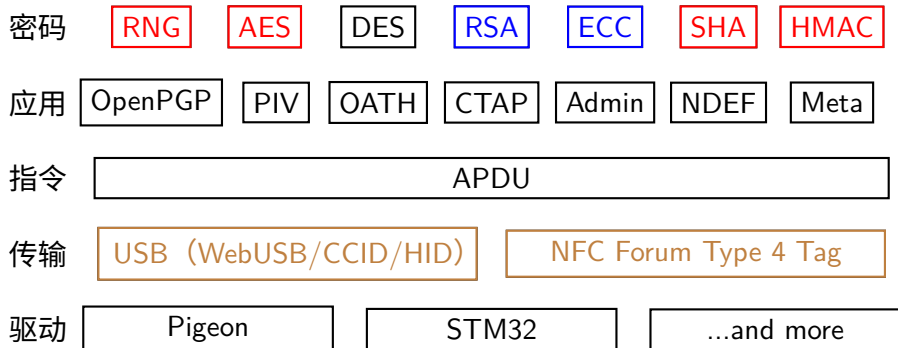 密码 RNG AES DES RSA ECC SHA HMAC
应用 OpenPGP PIV OATH CTAP Admin NDEF Meta
指令 APDU
传输 USB（WebUSB/CCID/HID） NFC Forum Type 4 Tag
驱动 Pigeon STM32 ...and more